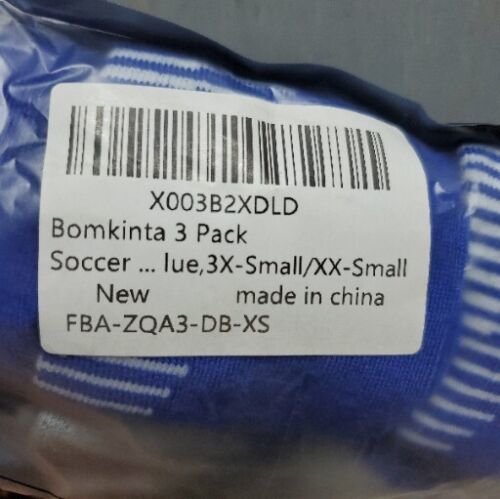 X003B2XDLD
Bomkinta 3 Pack
Soccer ... lue,3X-Small/XX-Small
New made in china
FBA-ZQA3-DB-XS